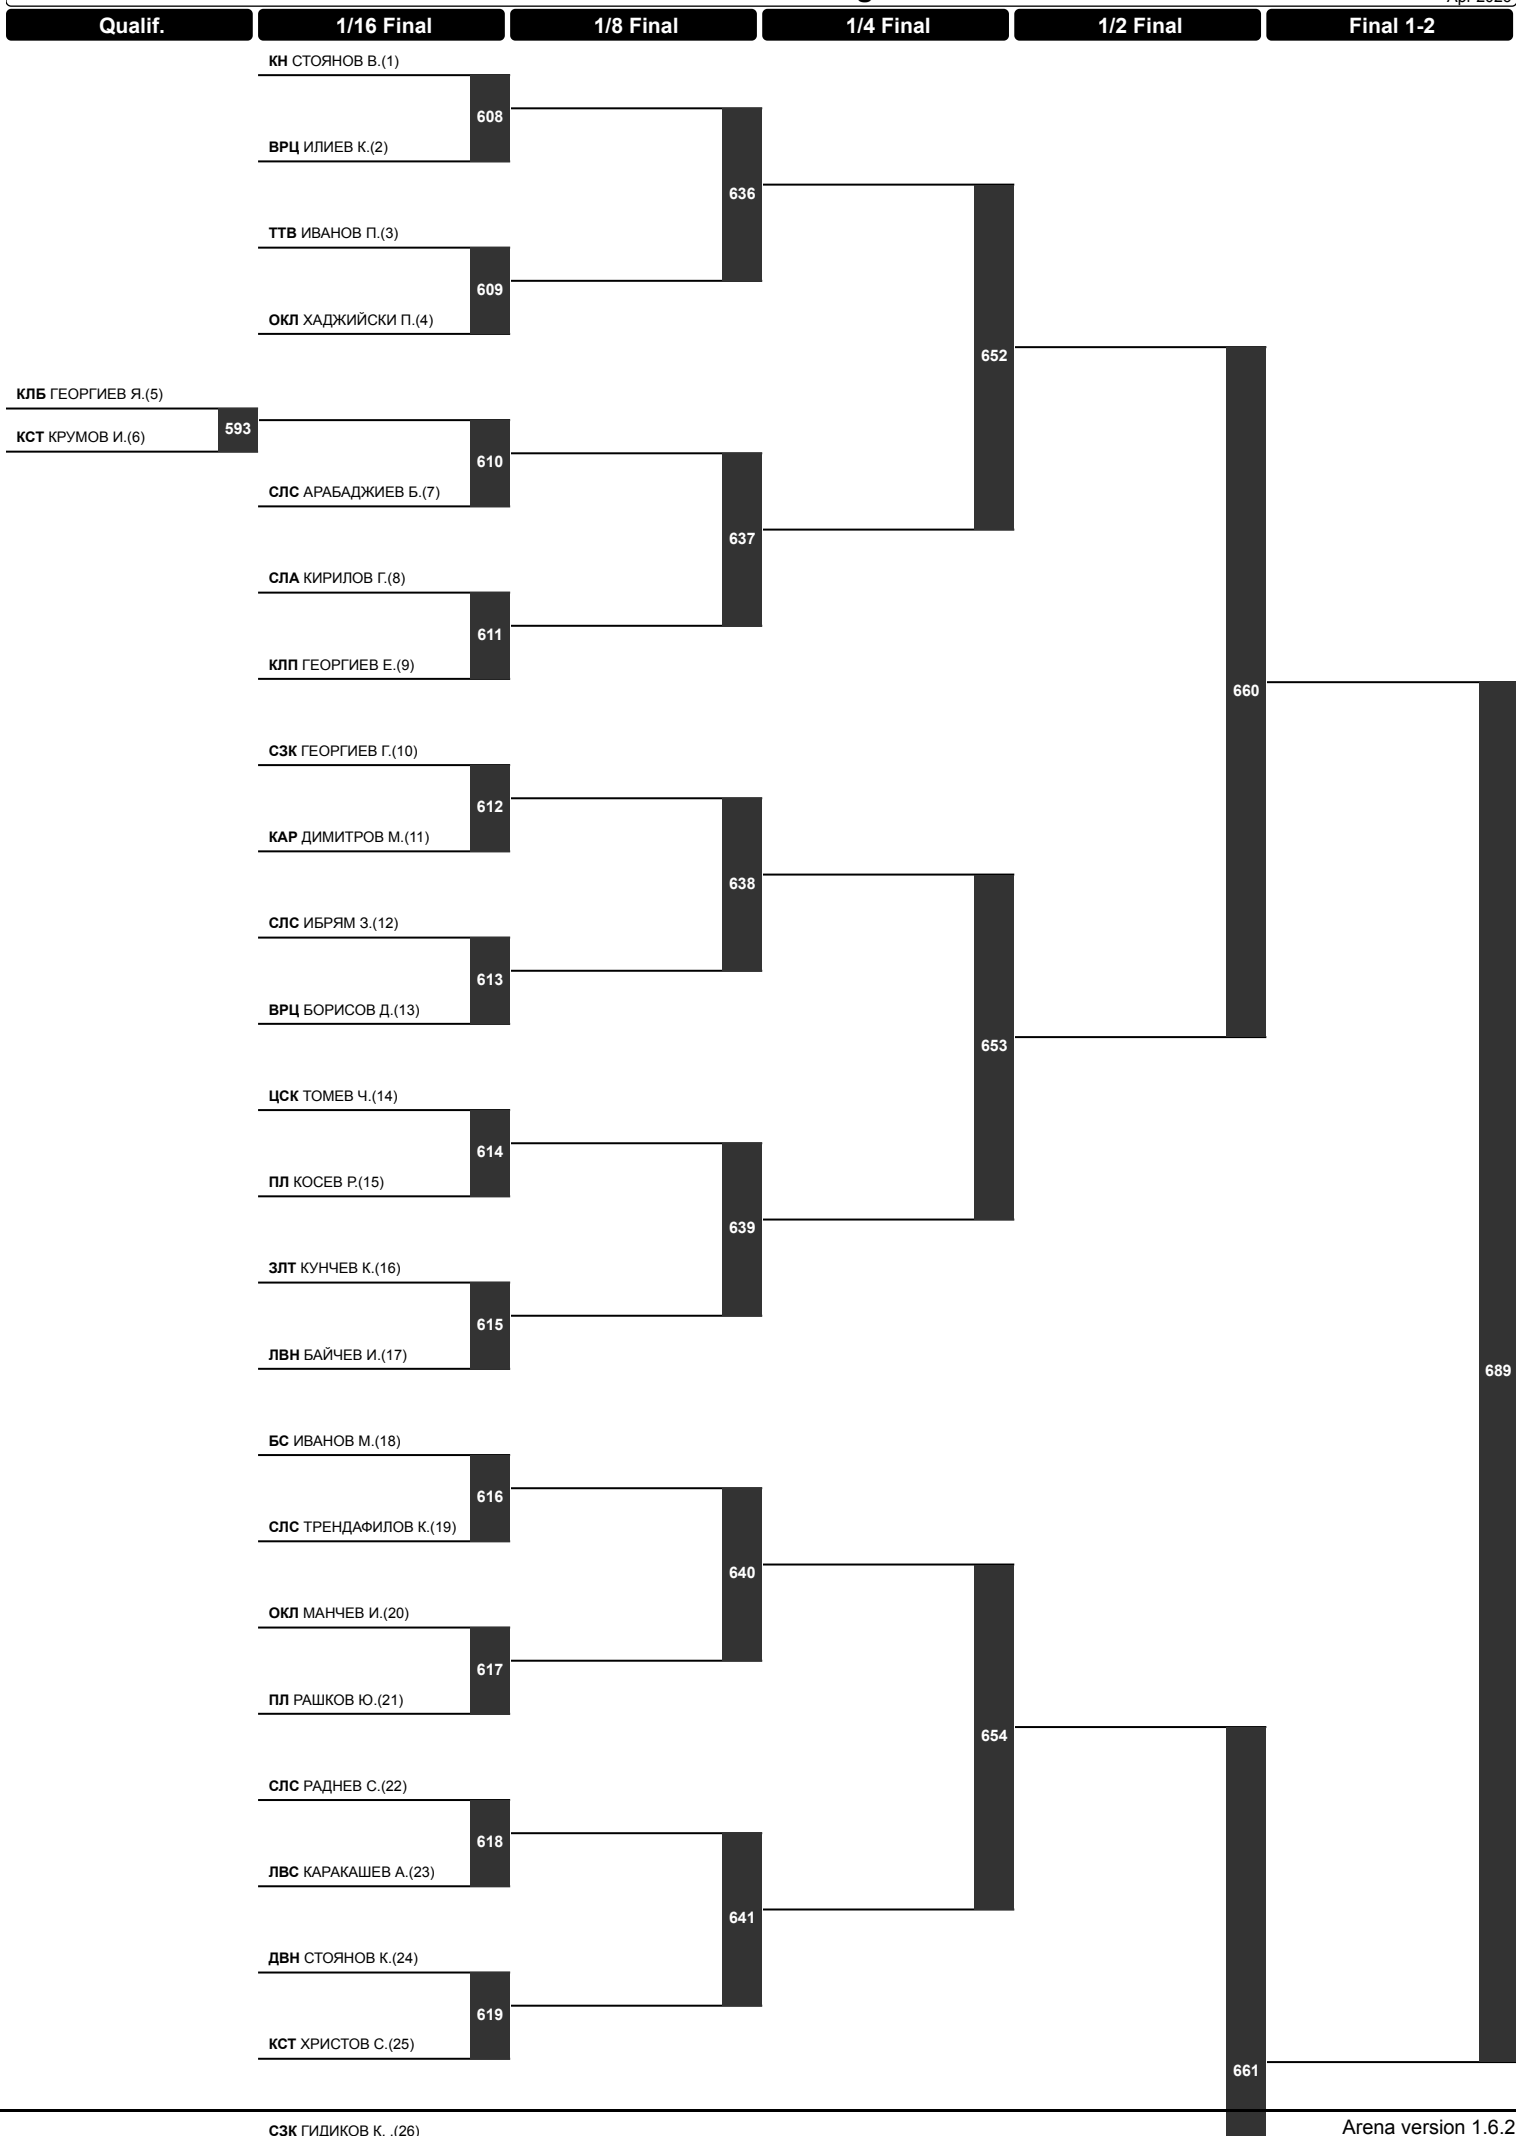 Qualif. 1/16 Final 1/8 Final 1/4 Final 1/2 Final Final 1-2
КН СТОЯНОВ В.(1)
608
ВРЦ ИЛИЕВ К.(2)
636
ТТВ ИВАНОВ П.(3)
609
ОКЛ ХАДЖИЙСКИ П.(4)
652
КЛБ ГЕОРГИЕВ Я.(5)
593
КСТ КРУМОВ И.(6)
610
СЛС АРАБАДЖИЕВ Б.(7)
637
СЛА КИРИЛОВ Г.(8)
611
КЛП ГЕОРГИЕВ Е.(9)
660
СЗК ГЕОРГИЕВ Г.(10)
612
КАР ДИМИТРОВ М.(11)
638
СЛС ИБРЯМ З.(12)
613
ВРЦ БОРИСОВ Д.(13)
653
ЦСК ТОМЕВ Ч.(14)
614
ПЛ КОСЕВ Р.(15)
639
ЗЛТ КУНЧЕВ К.(16)
615
ЛВН БАЙЧЕВ И.(17)
689
БС ИВАНОВ М.(18)
616
СЛС ТРЕНДАФИЛОВ К.(19)
640
ОКЛ МАНЧЕВ И.(20)
617
ПЛ РАШКОВ Ю.(21)
654
СЛС РАДНЕВ С.(22)
618
ЛВС КАРАКАШЕВ А.(23)
641
ДВН СТОЯНОВ К.(24)
619
КСТ ХРИСТОВ С.(25)
661
СЗК ГИДИКОВ К. .(26)
Arena version 1.6.2